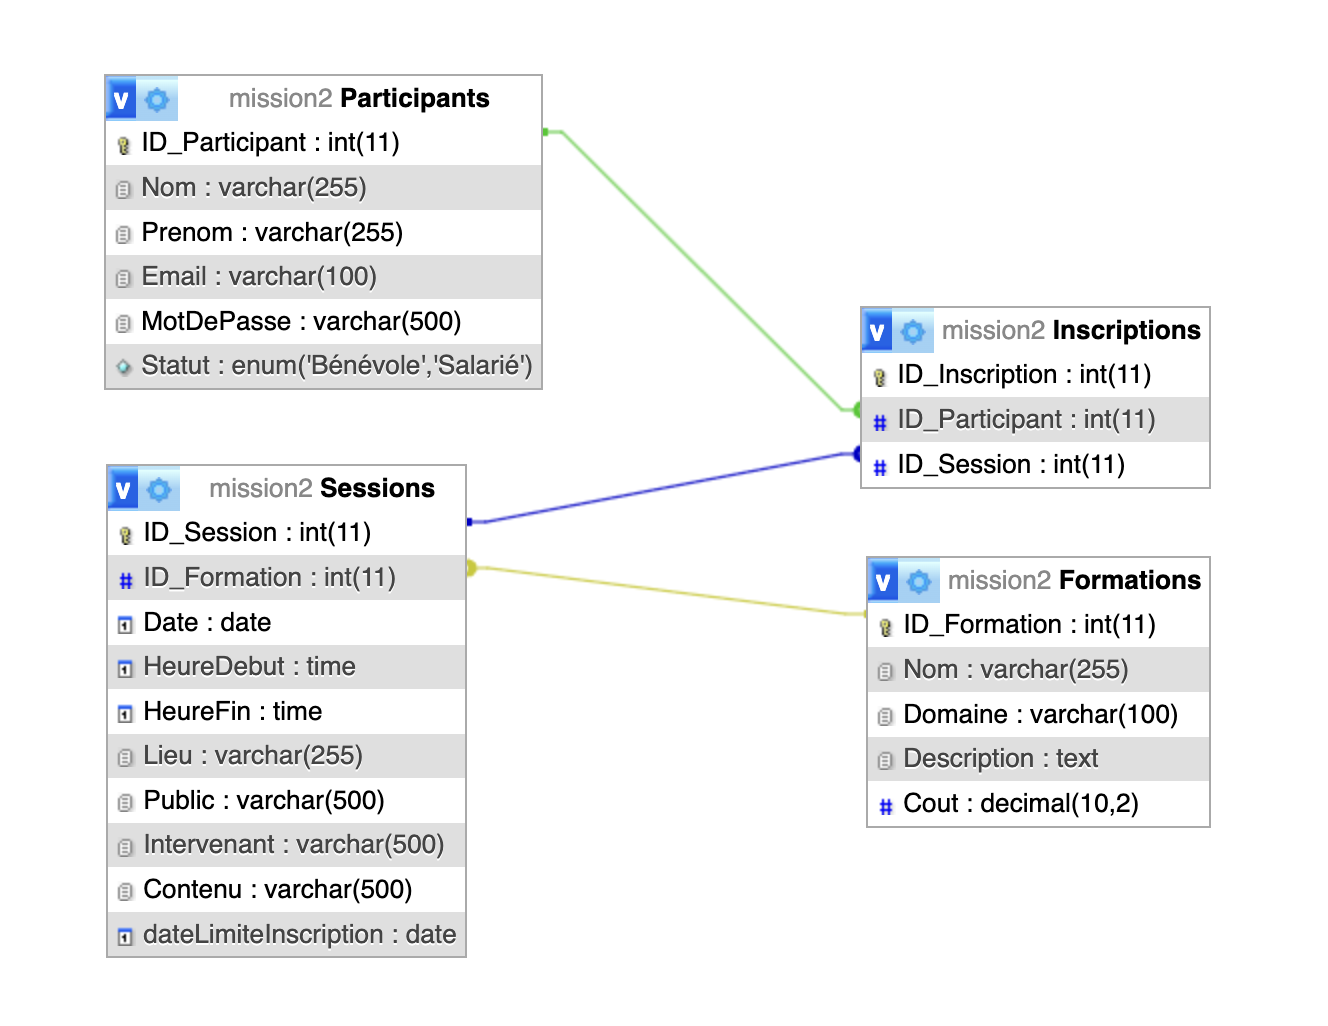 v mission2 Participants
ID_Participant : int(11)
Nom : varchar(255)
Prenom : varchar(255)
Email : varchar(100)
MotDePasse : varchar(500)
Statut : enum('Bénévole','Salarié')
v mission2 Inscriptions
ID_Inscription : int(11)
# ID_Participant : int(11)
# ID_Session : int(11)
v mission2 Sessions
ID_Session : int(11)
# ID_Formation : int(11)
1 Date : date
1 HeureDebut : time
1 HeureFin : time
Lieu : varchar(255)
Public : varchar(500)
Intervenant : varchar(500)
Contenu : varchar(500)
1 dateLimiteInscription : date
v mission2 Formations
ID_Formation : int(11)
Nom : varchar(255)
Domaine : varchar(100)
Description : text
# Cout : decimal(10,2)